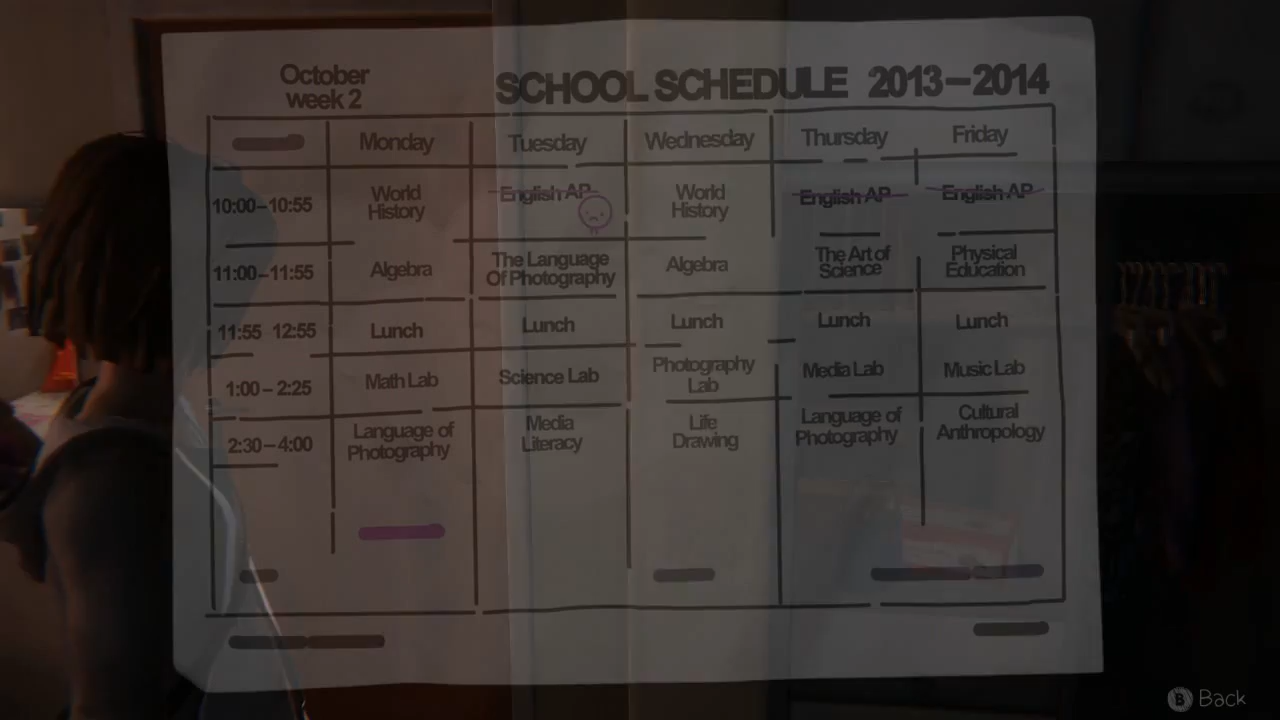 October
week 2
SCHOOL SCHEDULE 2013-2014
Monday Tuesday Wednesday Thursday Friday
10:00-10:55
World
History
English AP
World
History
English AP
English AP
11:00-11:55
Algebra
The Language
Of Photography
Algebra
The Art of
Science
Physical
Education
11:55 12:55
Lunch
Lunch
Lunch
Lunch
Lunch
1:00-2:25
Math Lab
Science Lab
Photography
Lab
Media Lab
Music Lab
2:30-4:00
Language of
Photography
Media
Literacy
Life
Drawing
Language of
Photography
Cultural
Anthropology
B Back